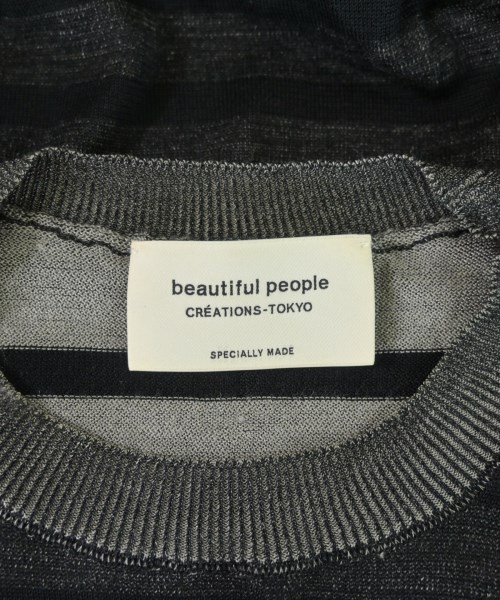 beautiful people
CRÉATIONS-TOKYO
SPECIALLY MADE